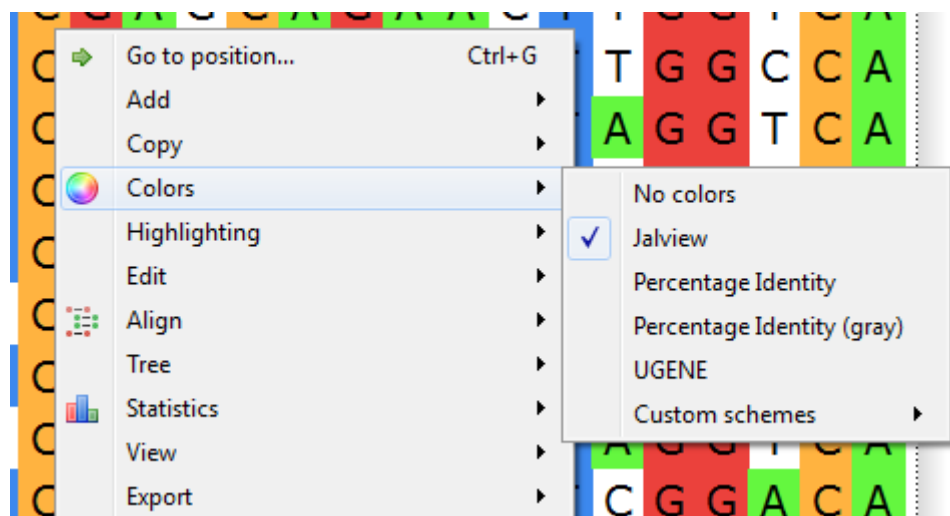 Go to position... Ctrl+G
Add
Copy
Colors
Highlighting
Edit
Align
Tree
Statistics
View
Export
No colors
Jalview
Percentage Identity
Percentage Identity (gray)
UGENE
Custom schemes
C T G G C C A
C A G G T C A
C
C
C
C
C A G G T C A
C C G G A C A